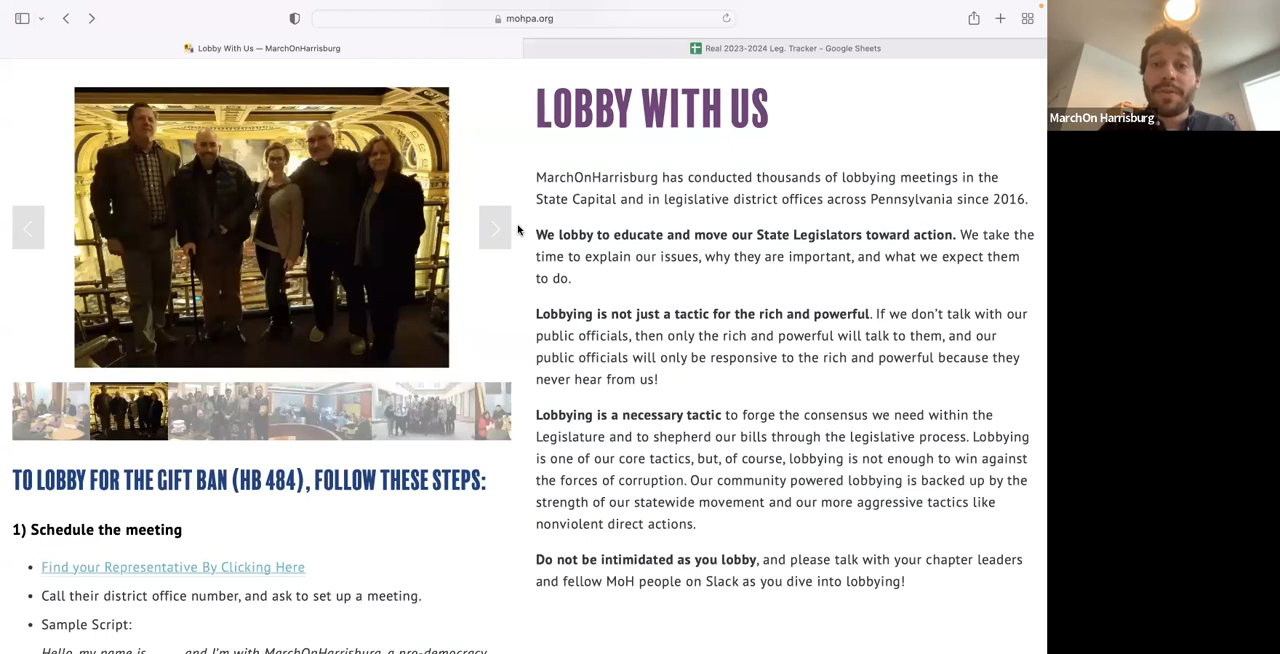 mohpa.org
Lobby With Us — MarchOnHarrisburg
Real 2023-2024 Leg. Tracker - Google Sheets
MarchOn Harrisburg
LOBBY WITH US
MarchOnHarrisburg has conducted thousands of lobbying meetings in the
State Capital and in legislative district offices across Pennsylvania since 2016.
We lobby to educate and move our State Legislators toward action. We take the
time to explain our issues, why they are important, and what we expect them
to do.
Lobbying is not just a tactic for the rich and powerful. If we don't talk with our
public officials, then only the rich and powerful will talk to them, and our
public officials will only be responsive to the rich and powerful because they
never hear from us!
Lobbying is a necessary tactic to forge the consensus we need within the
Legislature and to shepherd our bills through the legislative process. Lobbying
is one of our core tactics, but, of course, lobbying is not enough to win against
the forces of corruption. Our community powered lobbying is backed up by the
strength of our statewide movement and our more aggressive tactics like
nonviolent direct actions.
Do not be intimidated as you lobby, and please talk with your chapter leaders
and fellow MoH people on Slack as you dive into lobbying!
TO LOBBY FOR THE GIFT BAN (HB 484), FOLLOW THESE STEPS:
1) Schedule the meeting
• Find your Representative By Clicking Here
• Call their district office number, and ask to set up a meeting.
• Sample Script:
Hello, my name is ____ and I'm with MarchOnHarrisburg, a pro-democracy